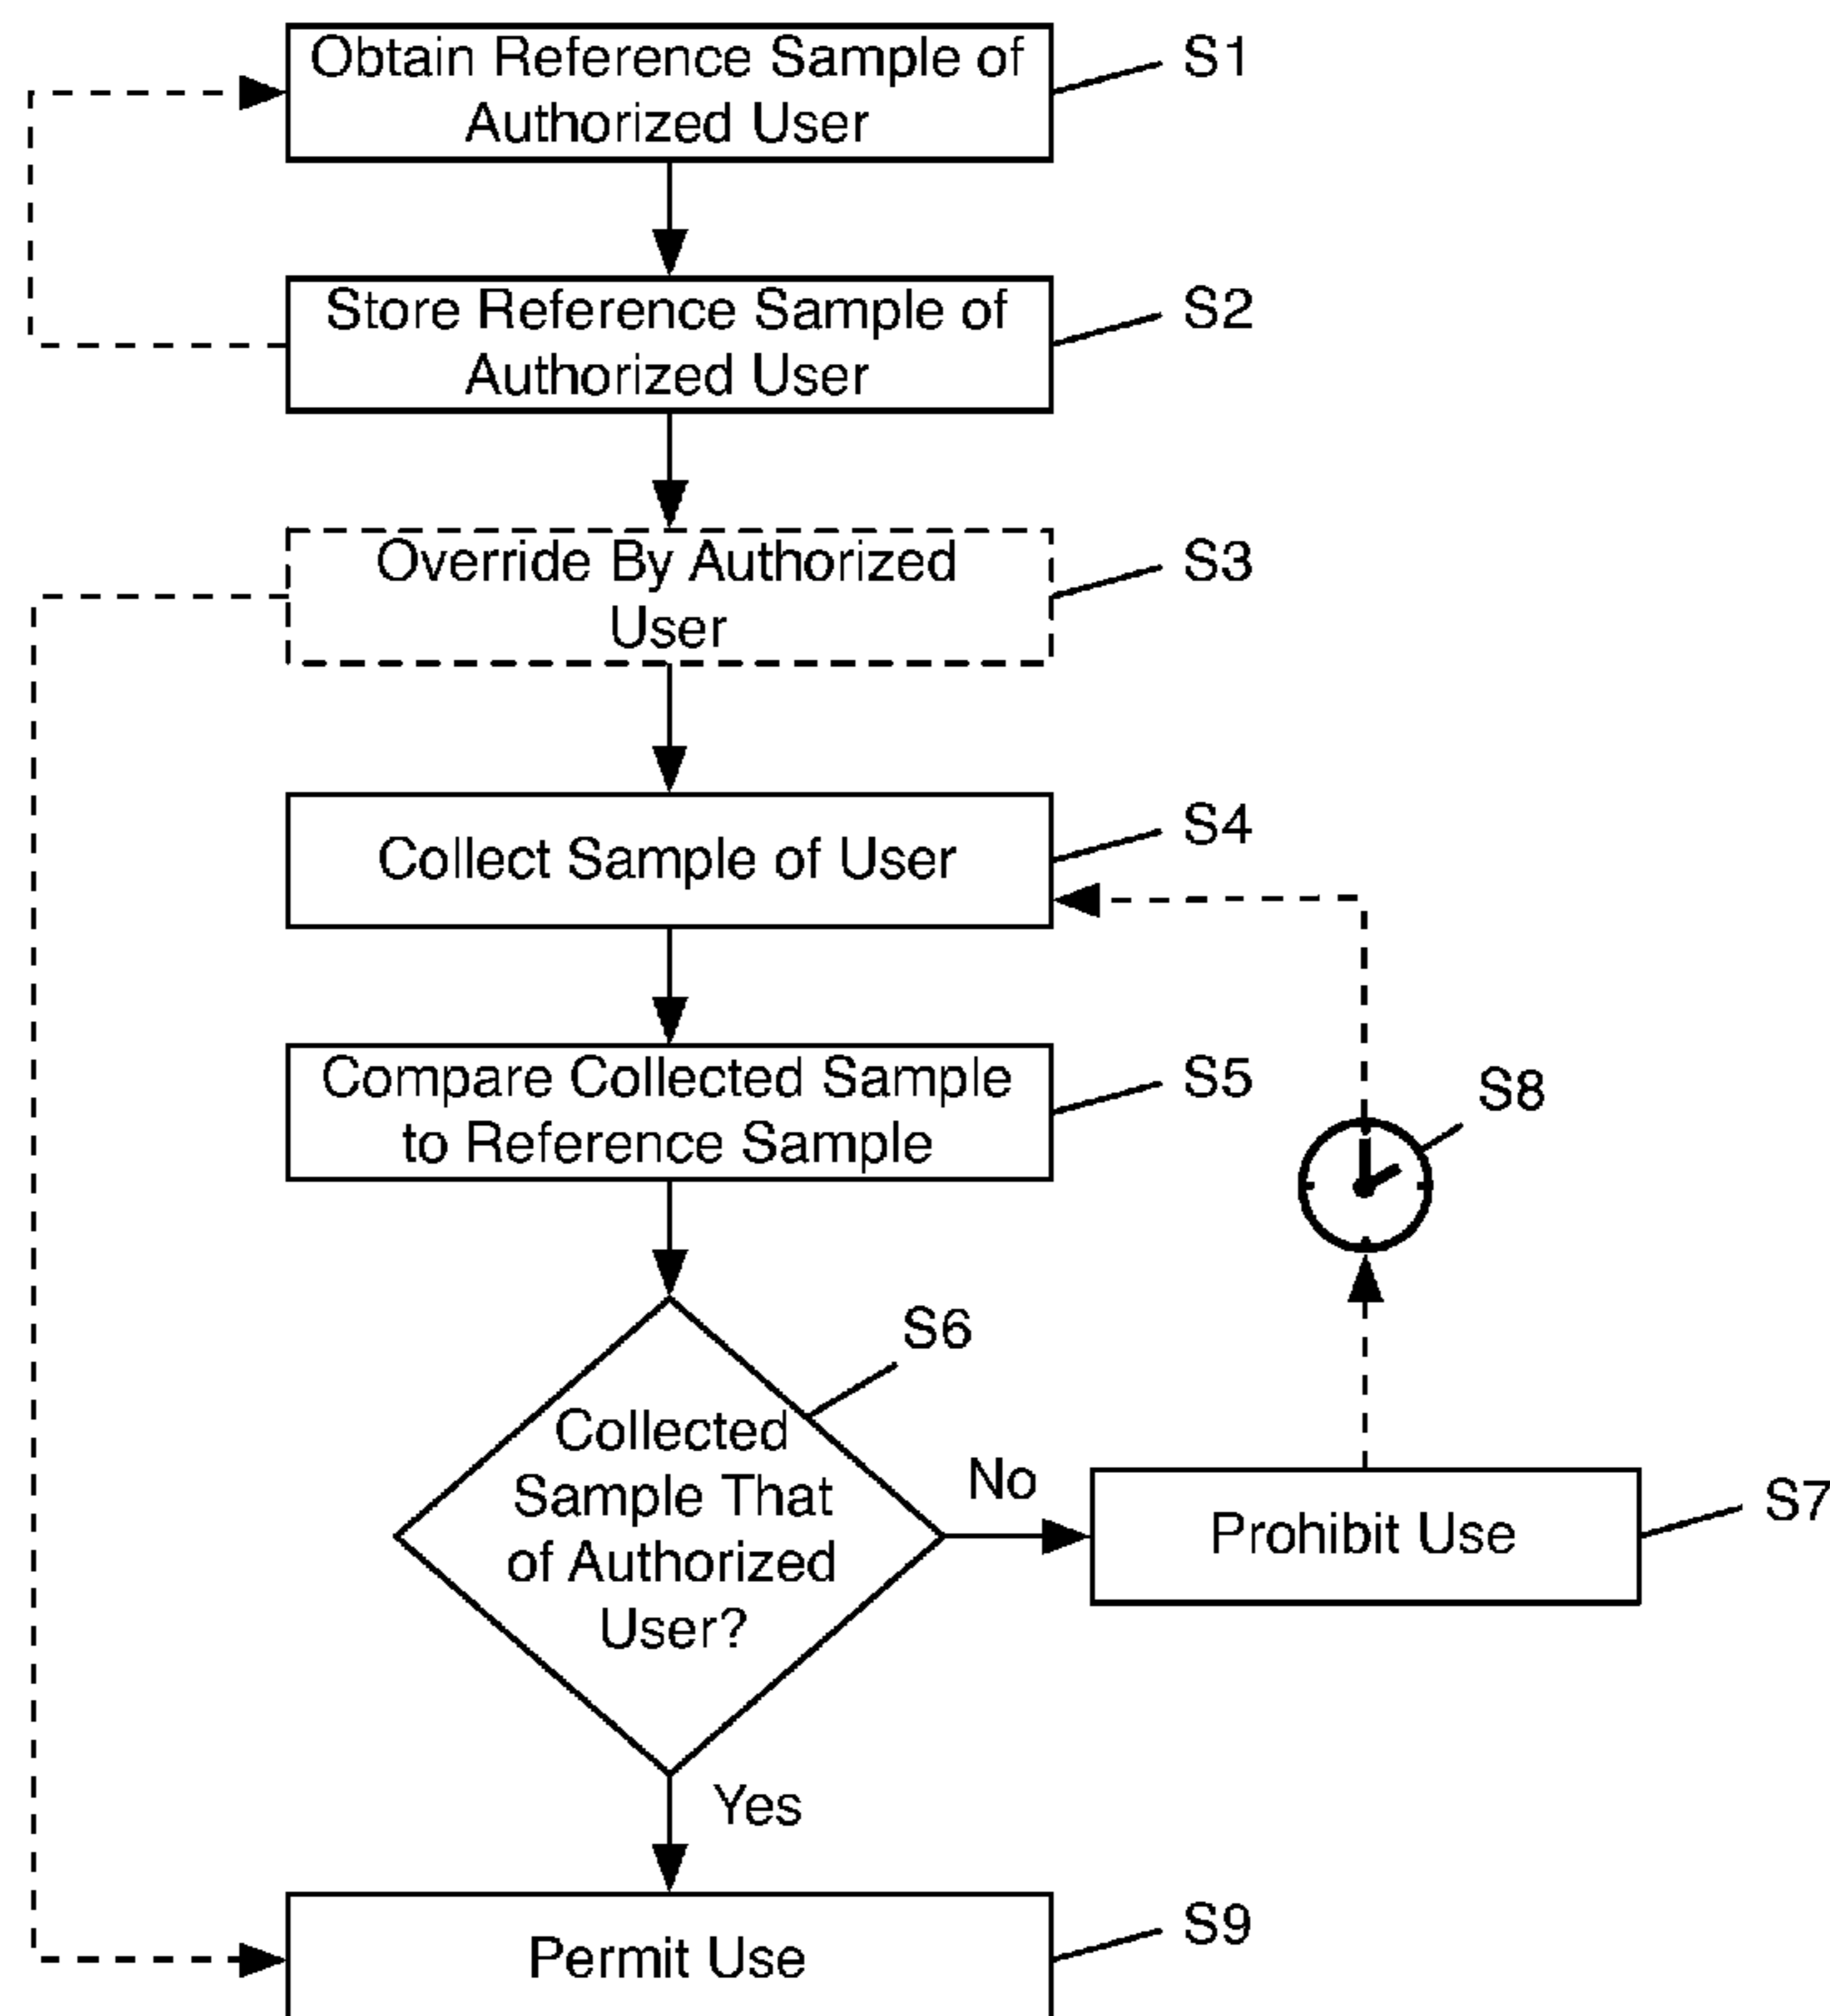 Obtain Reference Sample of
Authorized User
S1
Store Reference Sample of
Authorized User
S2
Override By Authorized
User
S3
Collect Sample of User
S4
Compare Collected Sample
to Reference Sample
S5
S8
S6
Collected
Sample That
of Authorized
User?
No
Prohibit Use
S7
Yes
Permit Use
S9